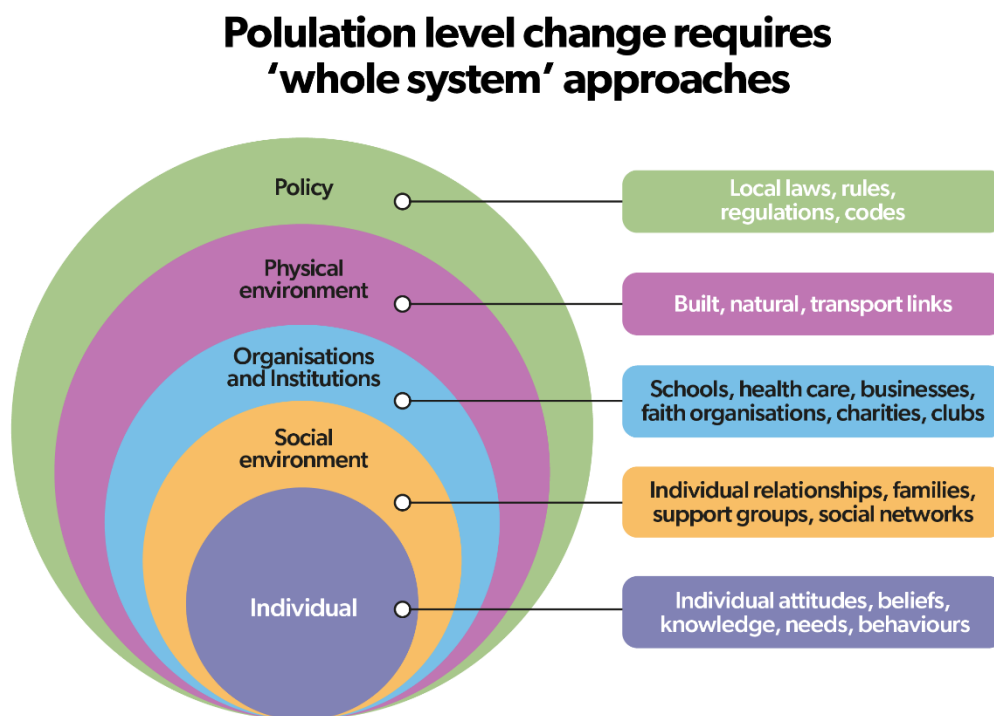 Polulation level change requires
‘whole system’ approaches
Policy
Local laws, rules,
regulations, codes
Physical
environment
Built, natural, transport links
Organisations
and Institutions
Schools, health care, businesses,
faith organisations, charities, clubs
Social
environment
Individual relationships, families,
support groups, social networks
Individual
Individual attitudes, beliefs,
knowledge, needs, behaviours